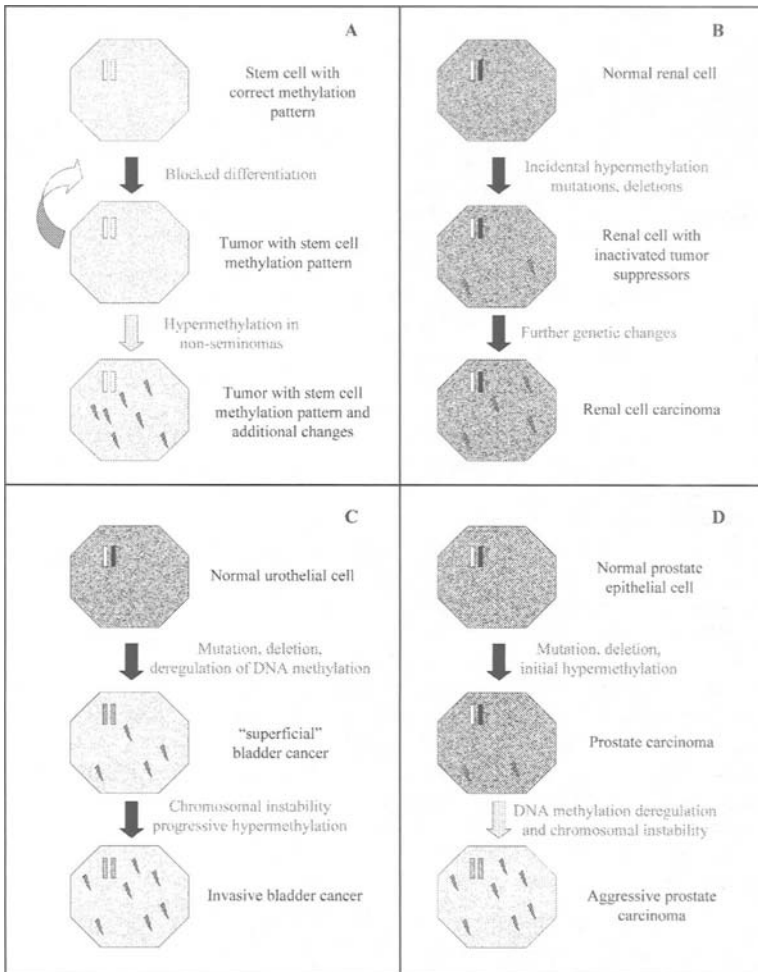 A
Stem cell with
correct methylation
pattern
Blocked differentiation
Tumor with stem cell
methylation pattern
Hypermethylation in
non-seminomas
Tumor with stem cell
methylation pattern and
additional changes
B
Normal renal cell
Incidental hypermethylation
mutations, deletions
Renal cell with
inactivated tumor
suppressors
Further genetic changes
Renal cell carcinoma
C
Normal urothelial cell
Mutation, deletion,
deregulation of DNA methylation
“superficial”
bladder cancer
Chromosomal instability
progressive hypermethylation
Invasive bladder cancer
D
Normal prostate
epithelial cell
Mutation, deletion,
initial hypermethylation
Prostate carcinoma
DNA methylation deregulation
and chromosomal instability
Aggressive prostate
carcinoma